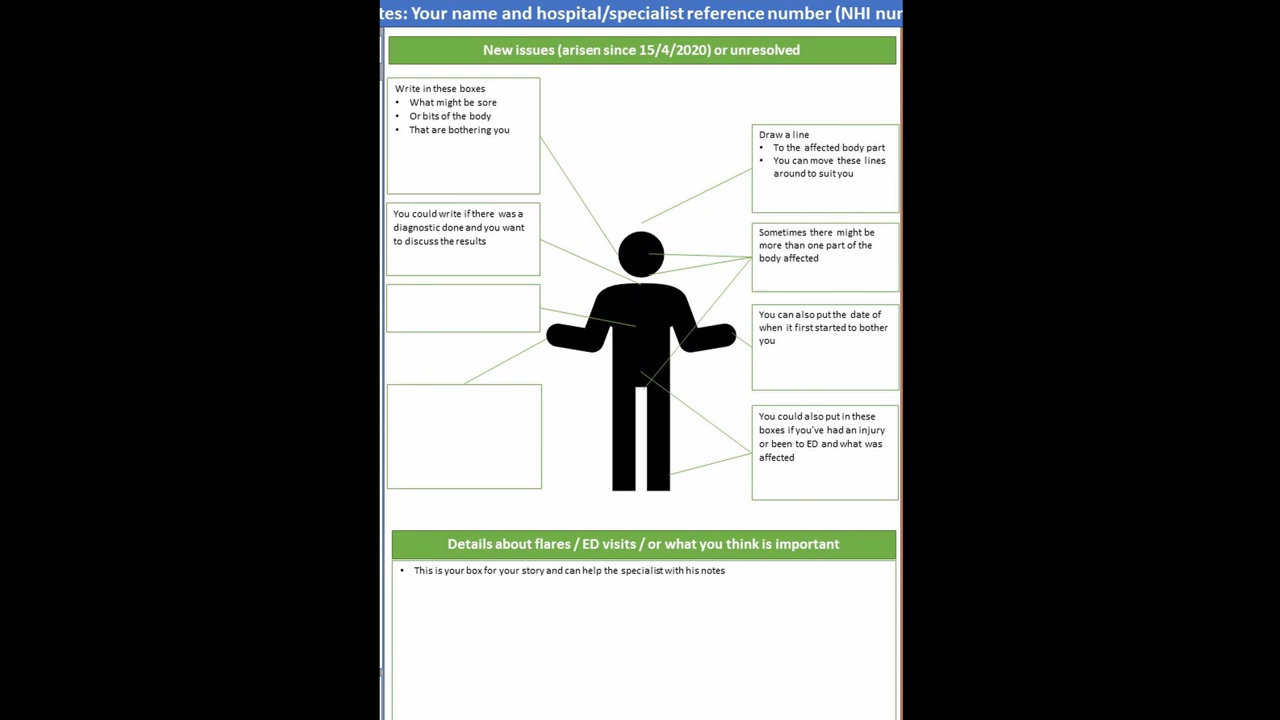 tes: Your name and hospital/specialist reference number (NHI nur
New issues (arisen since 15/4/2020) or unresolved
Write in these boxes
• What might be sore
• Or bits of the body
• That are bothering you
You could write if there was a
diagnostic done and you want
to discuss the results
Draw a line
• To the affected body part
• You can move these lines
around to suit you
Sometimes there might be
more than one part of the
body affected
You can also put the date of
when it first started to bother
you
You could also put in these
boxes if you've had an injury
or been to ED and what was
affected
Details about flares / ED visits / or what you think is important
• This is your box for your story and can help the specialist with his notes